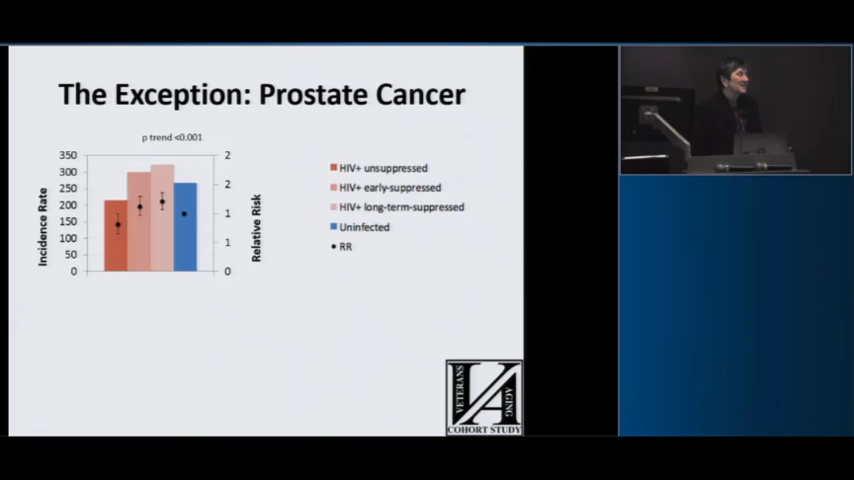 The Exception: Prostate Cancer
p trend <0.001
350
300
250
200
150
100
50
0
Incidence Rate
2
2
1
1
0
Relative Risk
HIV+ unsuppressed
HIV+ early-suppressed
HIV+ long-term-suppressed
Uninfected
RR
VETERANS
AGING
COHORT STUDY